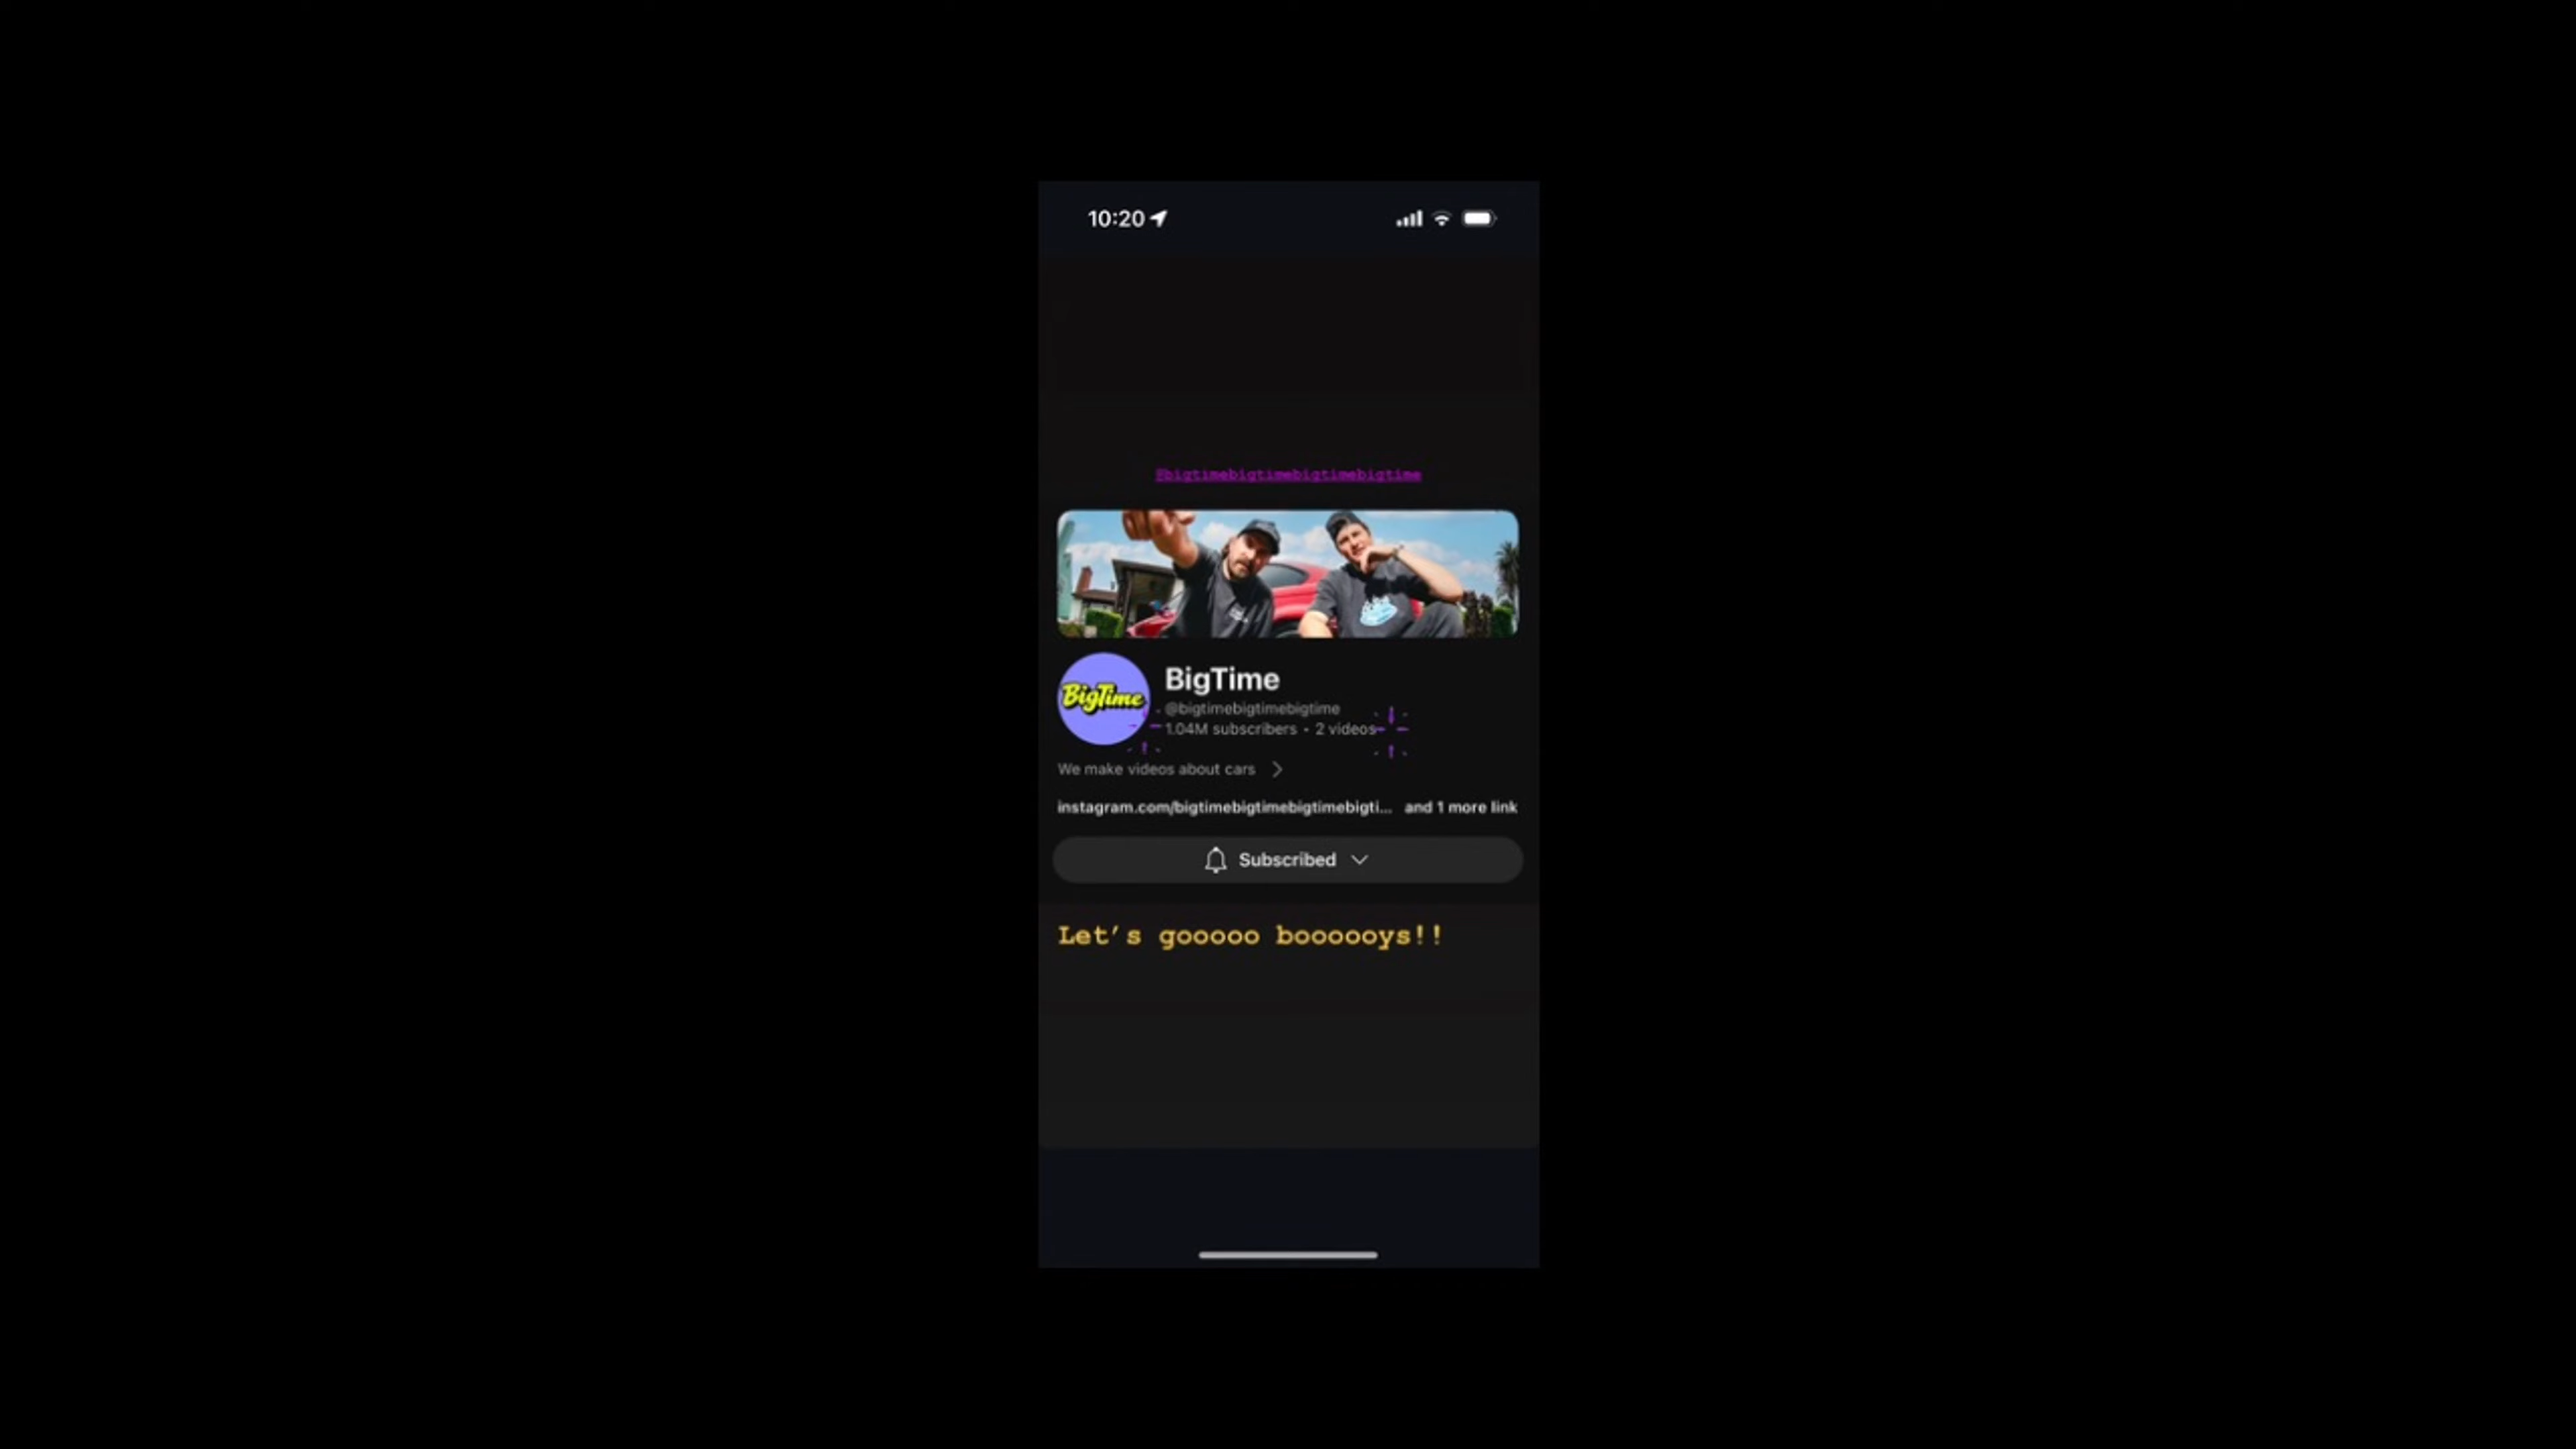 10:20
@bigtimebigtimebigtimebigtime
BigTime
BigTime
@bigtimebigtimebigtime
1.04M subscribers • 2 videos
We make videos about cars
instagram.com/bigtimebigtimebigtimebigti... and 1 more link
Subscribed
Let's gooooo boooooys!!